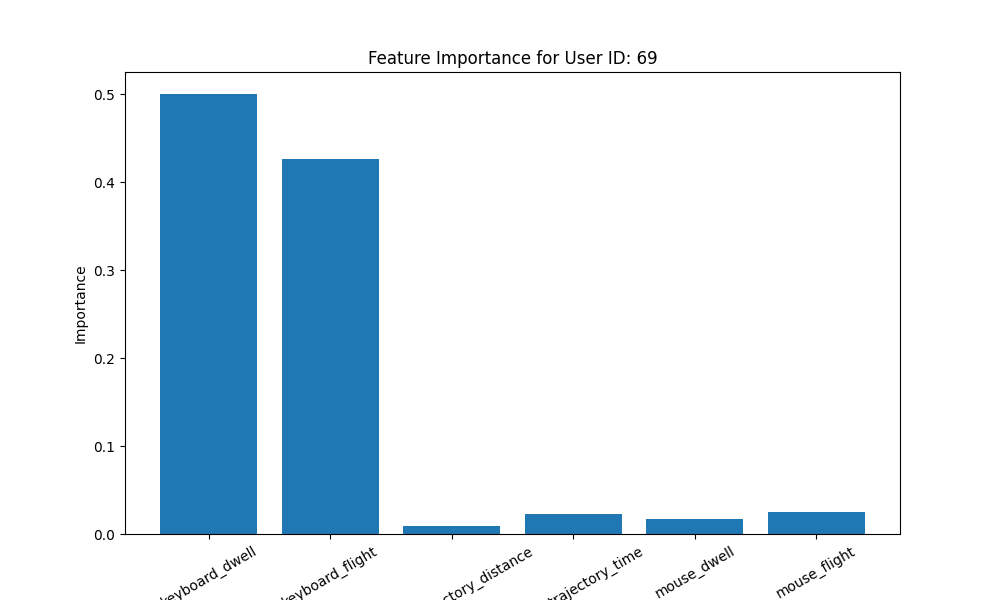 Feature Importance for User ID: 69
Importance
0.5
0.4
0.3
0.2
0.1
0.0
keyboard_dwell
keyboard_flight
ctory_distance
trajectory_time
mouse_dwell
mouse_flight